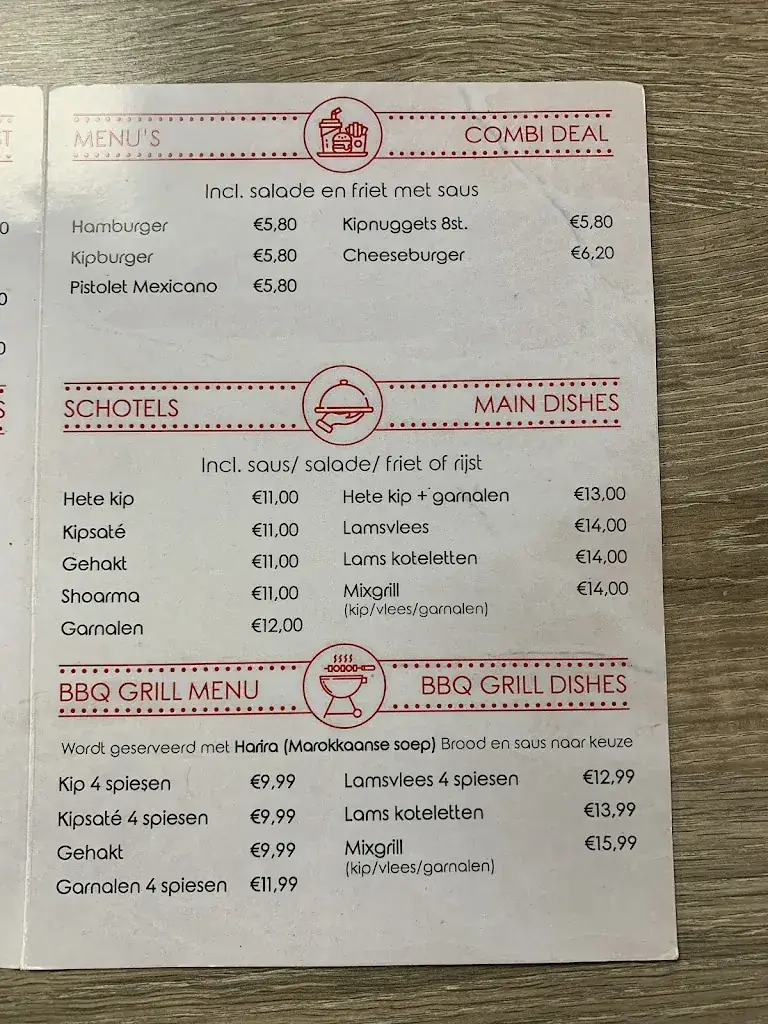 MENU'S COMBI DEAL
Incl. salade en friet met saus
Hamburger €5,80 Kipnuggets 8st. €5,80
Kipburger €5,80 Cheeseburger €6,20
Pistolet Mexicano €5,80
SCHOTELS MAIN DISHES
Incl. saus/ salade/ friet of rijst
Hete kip €11,00 Hete kip + garnalen €13,00
Kipsaté €11,00 Lamsvlees €14,00
Gehakt €11,00 Lams koteletten €14,00
Shoarma €11,00 Mixgrill €14,00
(kip/vlees/garnalen)
Garnalen €12,00
BBQ GRILL MENU BBQ GRILL DISHES
Wordt geserveerd met Harira (Marokkaanse soep) Brood en saus naar keuze
Kip 4 spiesen €9,99 Lamsvlees 4 spiesen €12,99
Kipsaté 4 spiesen €9,99 Lams koteletten €13,99
Gehakt €9,99 Mixgrill €15,99
(kip/vlees/garnalen)
Garnalen 4 spiesen €11,99